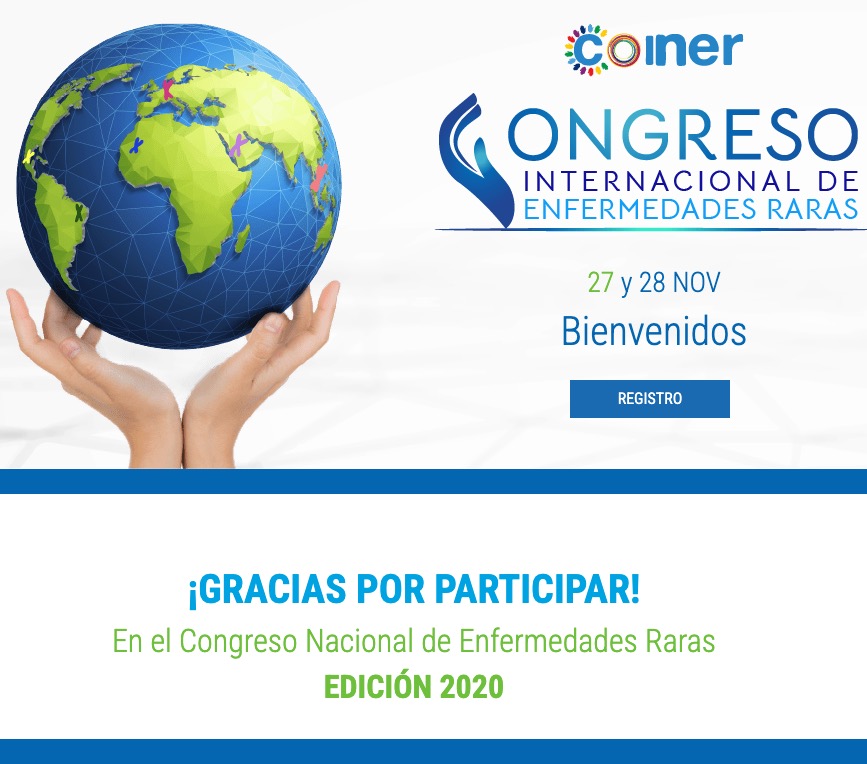 coiner
CONGRESO
INTERNACIONAL DE
ENFERMEDADES RARAS
27 y 28 NOV
Bienvenidos
REGISTRO
¡GRACIAS POR PARTICIPAR!
En el Congreso Nacional de Enfermedades Raras
EDICIÓN 2020